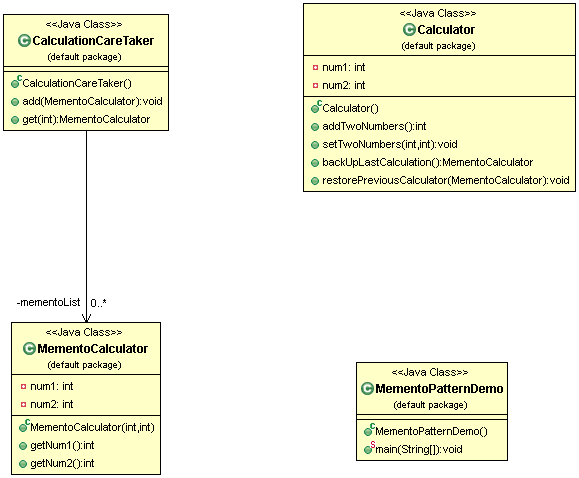 <<Java Class>>
CalculationCareTaker
(default package)
CalculationCareTaker()
add(MementoCalculator):void
get(int):MementoCalculator
<<Java Class>>
Calculator
(default package)
num1: int
num2: int
Calculator()
addTwoNumbers():int
setTwoNumbers(int,int):void
backUpLastCalculation():MementoCalculator
restorePreviousCalculator(MementoCalculator):void
-mementoList 0..*
<<Java Class>>
MementoCalculator
(default package)
num1: int
num2: int
MementoCalculator(int,int)
getNum1():int
getNum2():int
<<Java Class>>
MementoPatternDemo
(default package)
MementoPatternDemo()
main(String[]):void